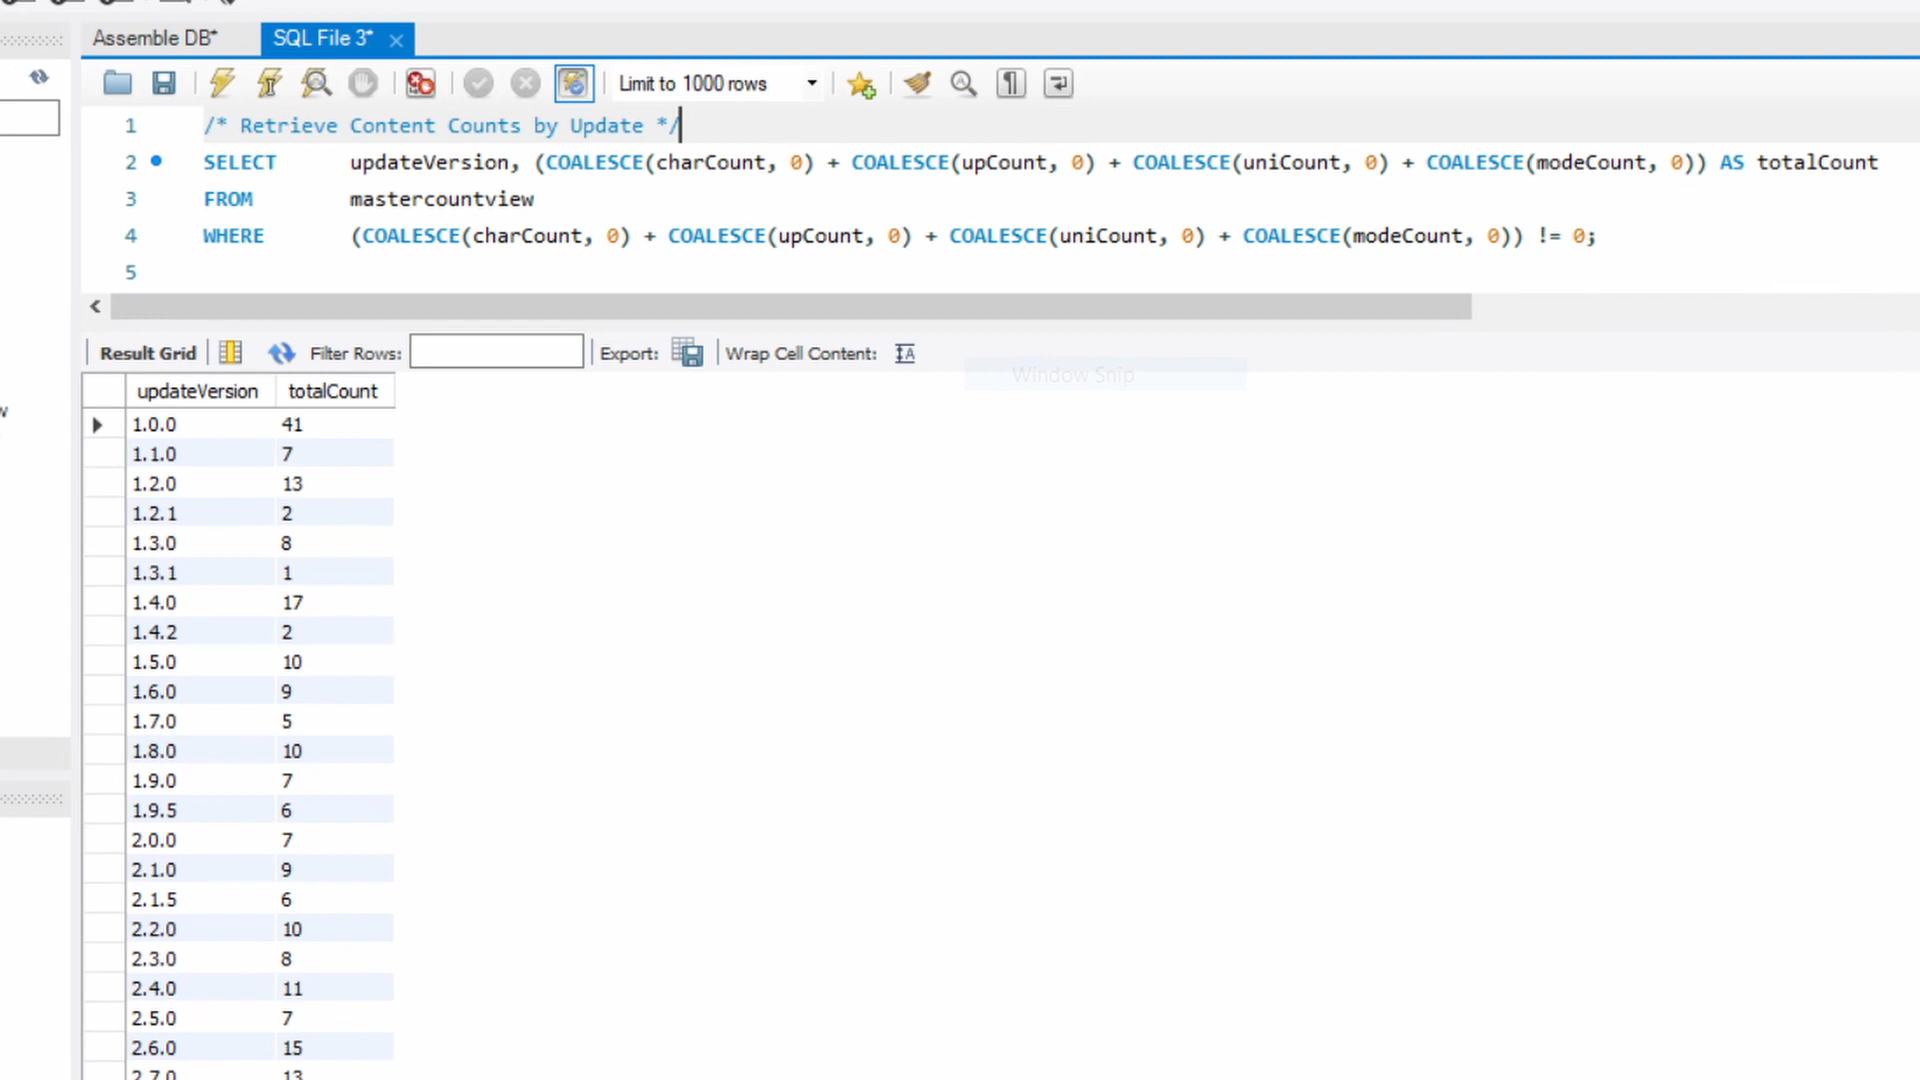 Assemble DB* SQL File 3*
Limit to 1000 rows
1 /* Retrieve Content Counts by Update */
2 SELECT updateVersion, (COALESCE(charCount, 0) + COALESCE(upCount, 0) + COALESCE(uniCount, 0) + COALESCE(modeCount, 0)) AS totalCount
3 FROM mastercountview
4 WHERE (COALESCE(charCount, 0) + COALESCE(upCount, 0) + COALESCE(uniCount, 0) + COALESCE(modeCount, 0)) != 0;
5
Result Grid Filter Rows: Export: Wrap Cell Content:
Window Snip
updateVersion totalCount
1.0.0 41
1.1.0 7
1.2.0 13
1.2.1 2
1.3.0 8
1.3.1 1
1.4.0 17
1.4.2 2
1.5.0 10
1.6.0 9
1.7.0 5
1.8.0 10
1.9.0 7
1.9.5 6
2.0.0 7
2.1.0 9
2.1.5 6
2.2.0 10
2.3.0 8
2.4.0 11
2.5.0 7
2.6.0 15
2.7.0 13